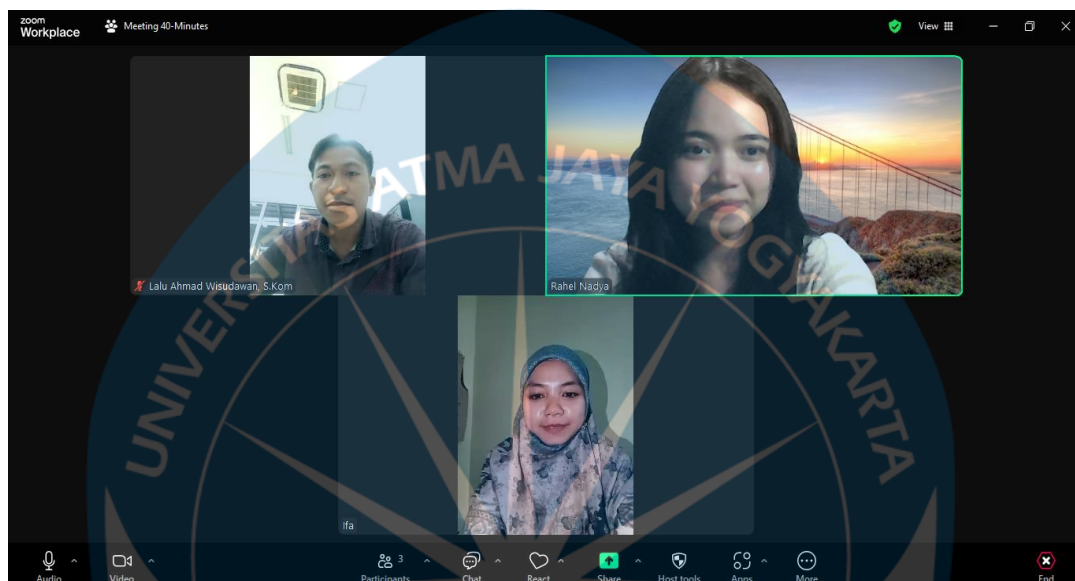 zoom
Workplace
Meeting 40-Minutes
View
UNIVERSITAS ATMA JAYA YOGYAKARTA
Lalu Ahmad Wisudawan, S.Kom
Rahel Nadya
Ifa
3
Audio
Video
Participants
Chat
React
Share
Host tools
Apps
More
End